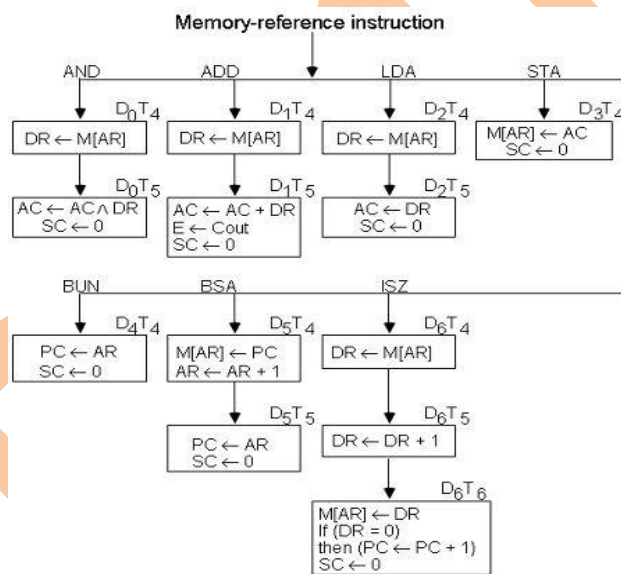 Memory-reference instruction
AND ADD LDA STA
D₀T₄ D₁T₄ D₂T₄ D₃T₄
DR ← M[AR] DR ← M[AR] DR ← M[AR] M[AR] ← AC
SC ← 0
D₀T₅ D₁T₅ D₂T₅
AC ← AC ∧ DR AC ← AC + DR AC ← DR
SC ← 0 E ← Cout SC ← 0
SC ← 0
BUN BSA ISZ
D₄T₄ D₅T₄ D₆T₄
PC ← AR M[AR] ← PC DR ← M[AR]
SC ← 0 AR ← AR + 1
D₅T₅ D₆T₅
PC ← AR DR ← DR + 1
SC ← 0
D₆T₆
M[AR] ← DR
If (DR = 0)
then (PC ← PC + 1)
SC ← 0